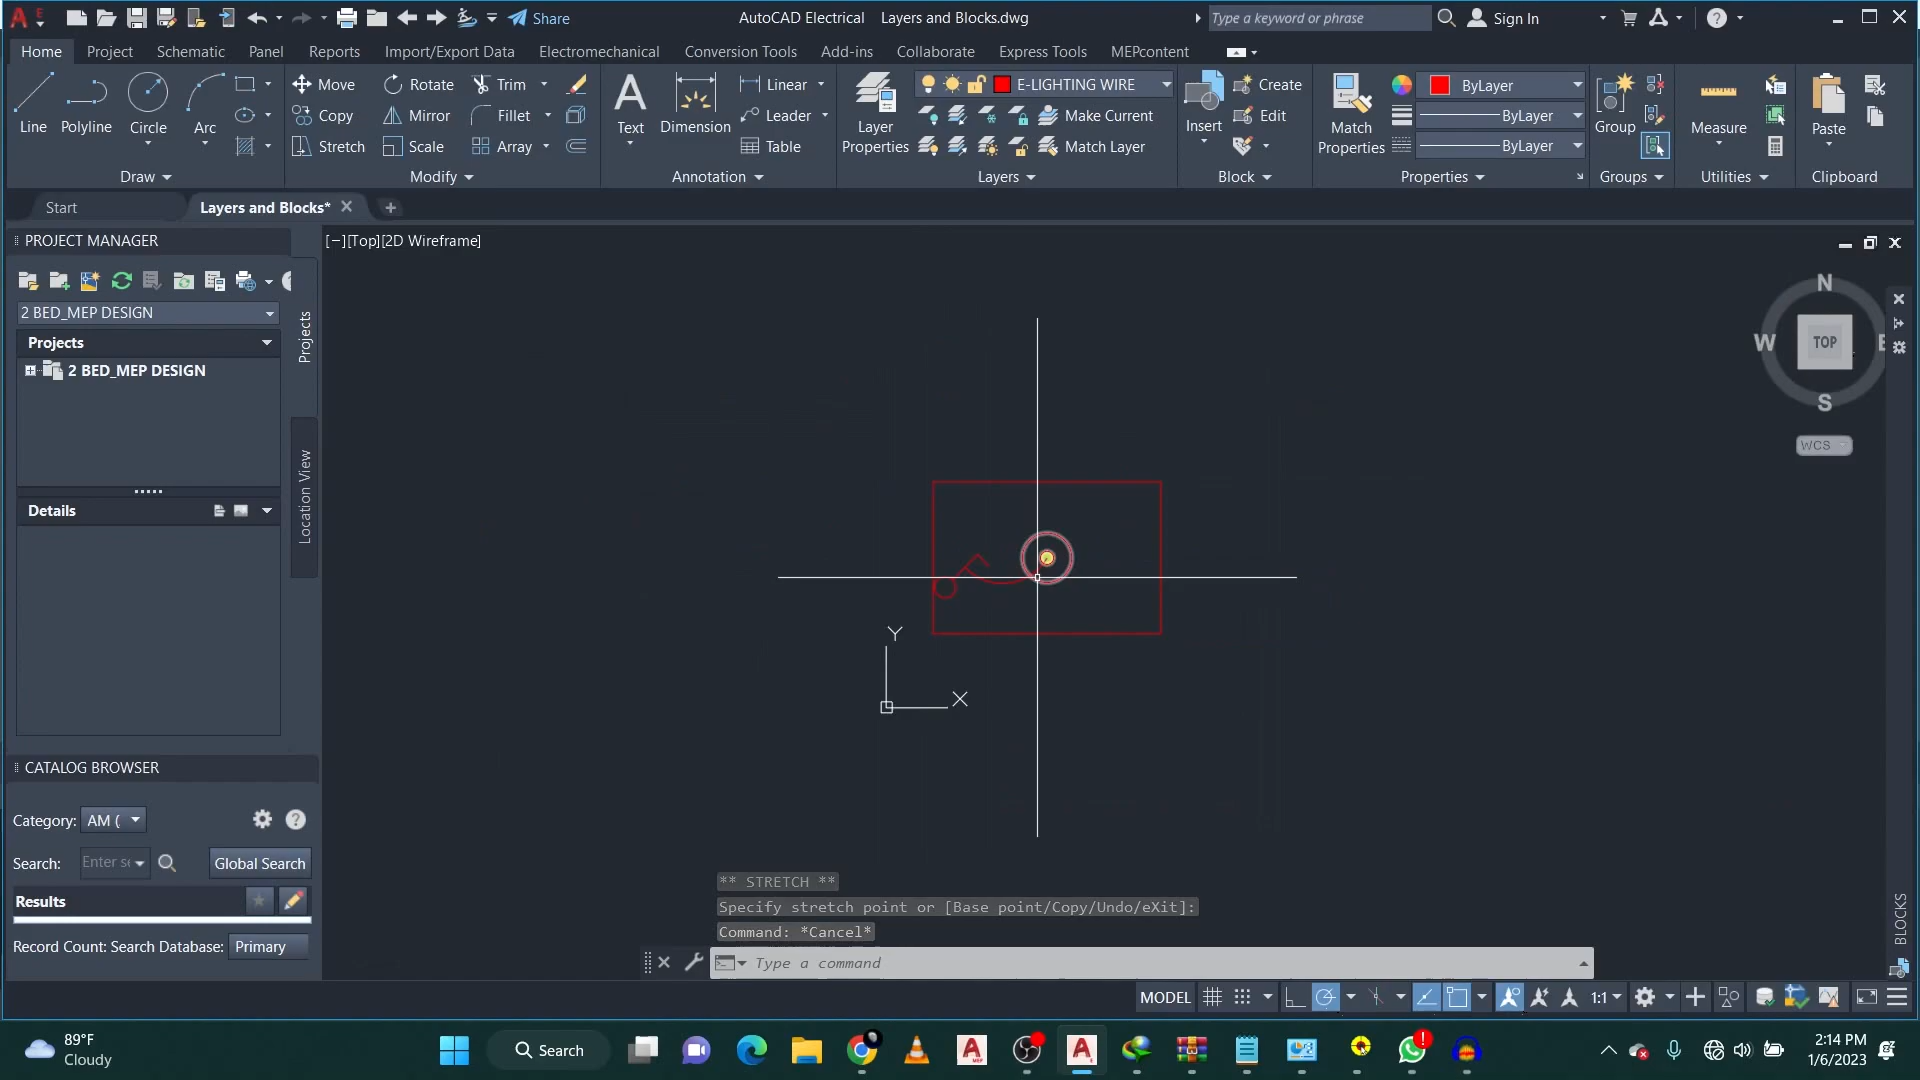 Share
AutoCAD Electrical Layers and Blocks.dwg
Type a keyword or phrase
Sign In
Home Project Schematic Panel Reports Import/Export Data Electromechanical Conversion Tools Add-ins Collaborate Express Tools MEPcontent
Line
Polyline
Circle
Arc
Draw
Move
Rotate
Trim
Copy
Mirror
Fillet
Stretch
Scale
Array
Modify
Text
Dimension
Linear
Leader
Table
Annotation
Layer
Properties
E-LIGHTING WIRE
Make Current
Match Layer
Layers
Insert
Create
Edit
Block
Match
Properties
ByLayer
ByLayer
ByLayer
Properties
Group
Groups
Measure
Utilities
Paste
Clipboard
Start
Layers and Blocks*
PROJECT MANAGER
2 BED_MEP DESIGN
Projects
2 BED_MEP DESIGN
Details
Projects
Location View
CATALOG BROWSER
Category: AM (
Search:
Global Search
Results
Record Count: Search Database: Primary
[−][Top][2D Wireframe]
N
W TOP E
S
WCS
Y
X
BLOCKS
** STRETCH **
Specify stretch point or [Base point/Copy/Undo/eXit]:
Command: *Cancel*
Type a command
MODEL
1:1
89°F
Cloudy
Search
2:14 PM
1/6/2023